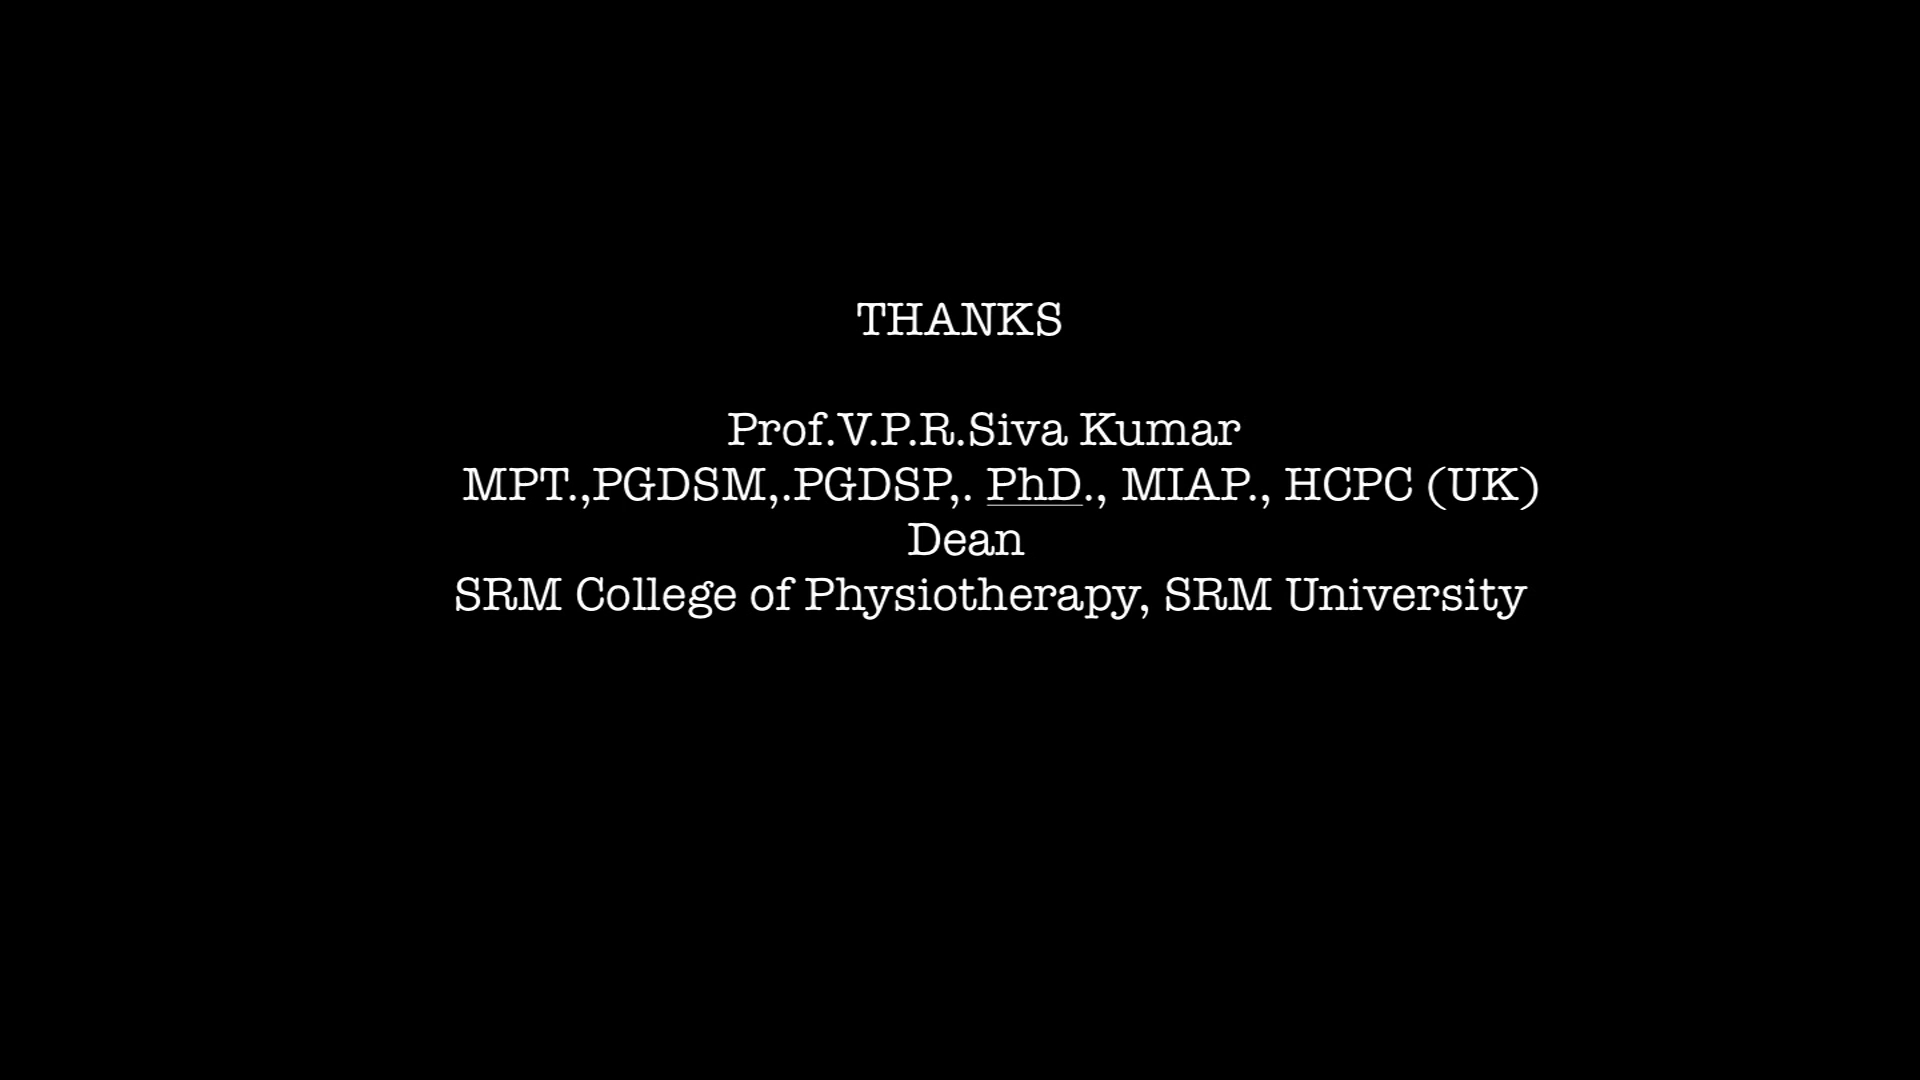 THANKS
Prof.V.P.R.Siva Kumar
MPT.,PGDSM,.PGDSP,. PhD., MIAP., HCPC (UK)
Dean
SRM College of Physiotherapy, SRM University